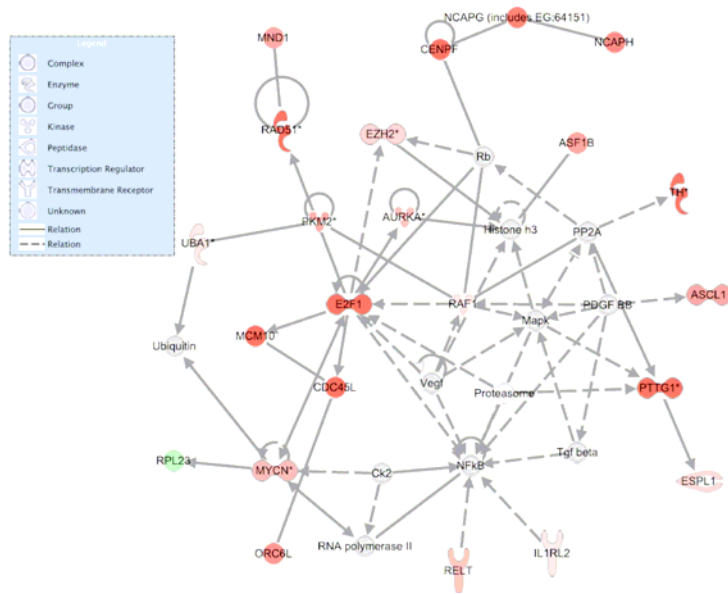 NCAPG (includes EG:64151)
MND1
CENPF
NCAPH
Legend
Complex
Enzyme
Group
Kinase
Peptidase
Transcription Regulator
Transmembrane Receptor
Unknown
Relation
Relation
RAD51*
EZH2*
Rb
ASF1B
TH*
UBA1*
PKM2*
AURKA*
Histone h3
PP2A
E2F1
RAF1
PDGF BB
ASCL1
Mapk
MCM10
Ubiquitin
CDC45L
Vegf
Proteasome
PTTG1*
RPL23
MYCN*
Ck2
NFkB
Tgf beta
ESPL1
ORC6L
RNA polymerase II
RELT
IL1RL2